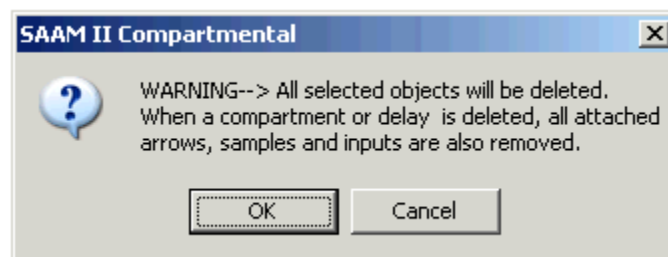 SAAM II Compartmental
WARNING--> All selected objects will be deleted.
When a compartment or delay  is deleted, all attached
arrows, samples and inputs are also removed.
OK
Cancel